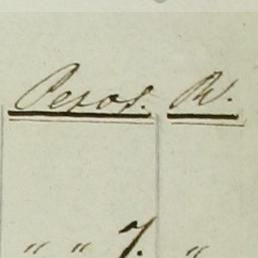 Pesos. Rs.
" " 7. "